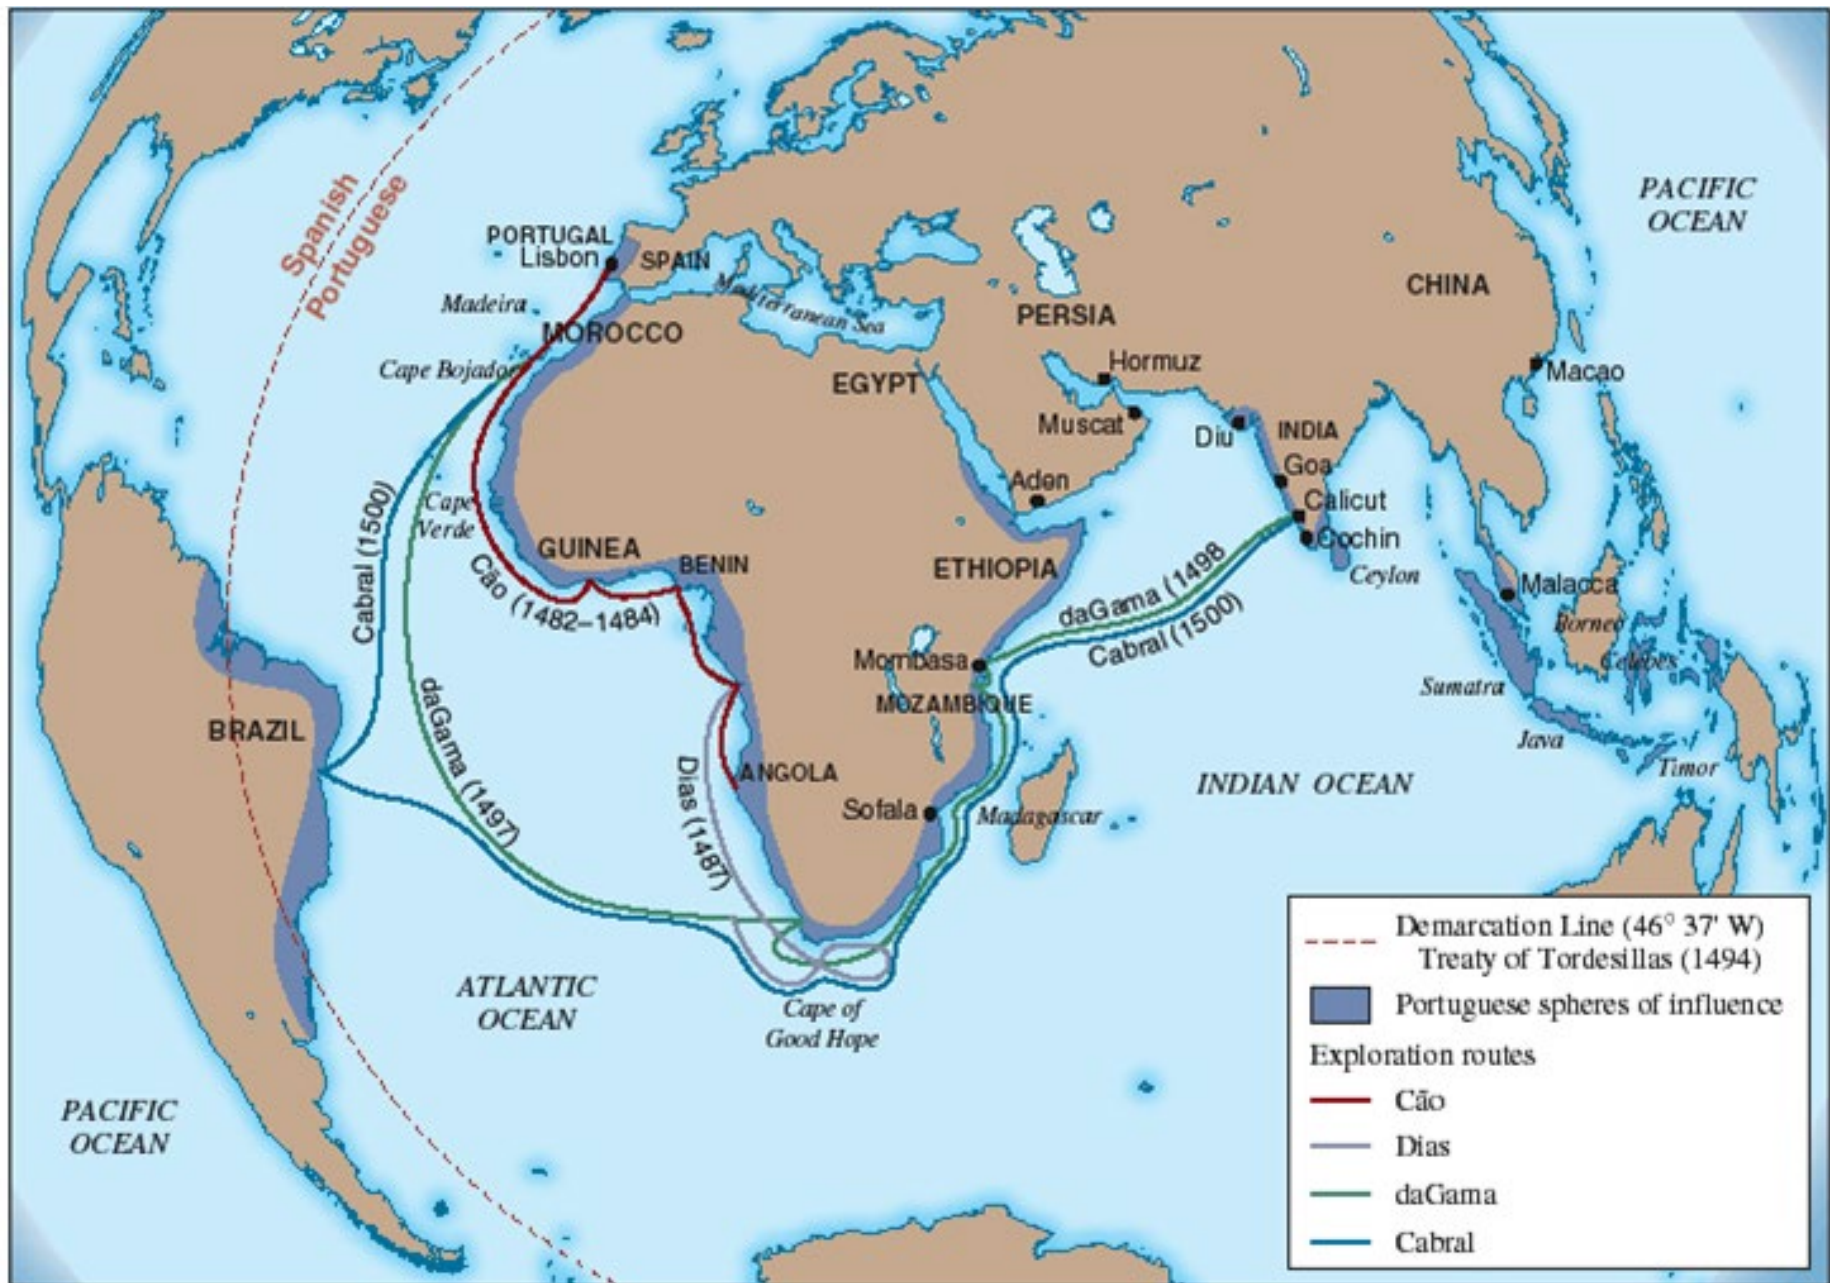 Spanish
Portuguese
PACIFIC
OCEAN
PORTUGAL
Lisbon
SPAIN
Mediterranean Sea
Madeira
MOROCCO
Cape Bojador
PERSIA
CHINA
Hormuz
Macao
EGYPT
Muscat
Diu
INDIA
Goa
Aden
Calicut
Cochin
Ceylon
Cape
Verde
Cabral (1500)
GUINEA
BENIN
Cão (1482–1484)
ETHIOPIA
daGama (1498
Cabral (1500)
Malacca
Borneo
Celebes
Sumatra
Java
Timor
Mombasa
MOZAMBIQUE
BRAZIL
daGama (1497)
Dias (1487)
ANGOLA
Sofala
Madagascar
INDIAN OCEAN
ATLANTIC
OCEAN
Cape of
Good Hope
PACIFIC
OCEAN
Demarcation Line (46° 37' W)
Treaty of Tordesillas (1494)
Portuguese spheres of influence
Exploration routes
Cão
Dias
daGama
Cabral